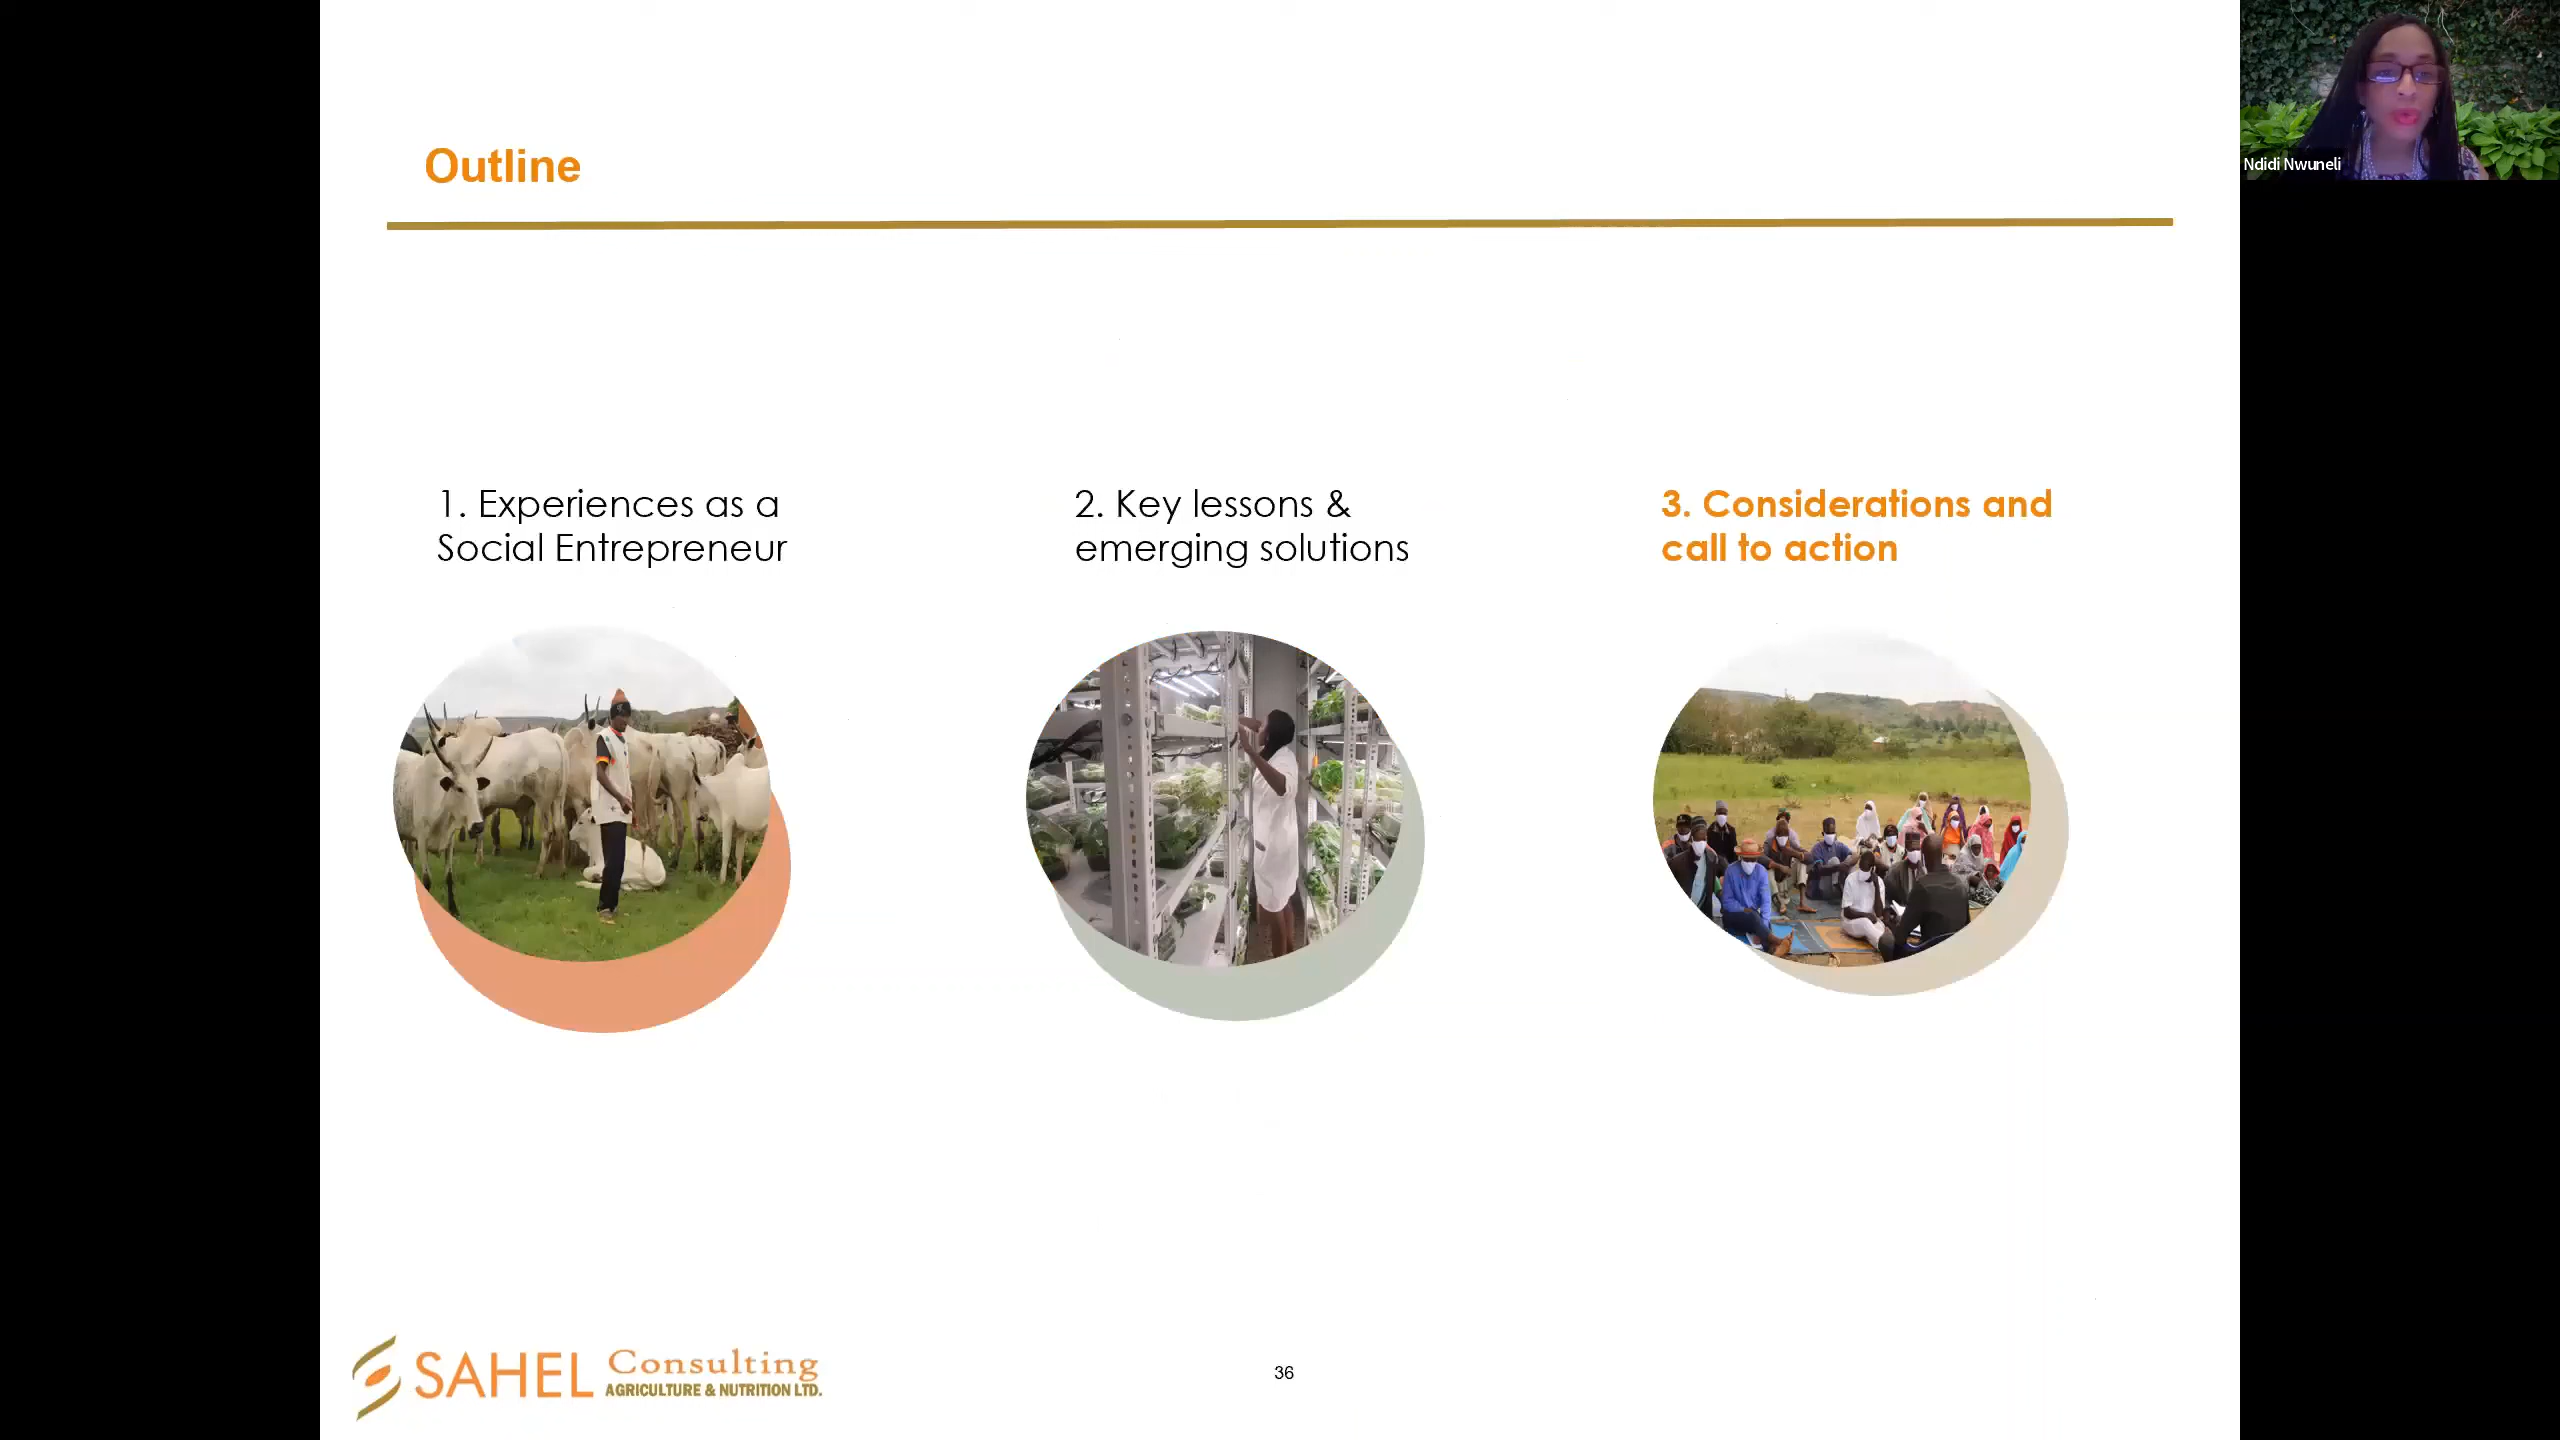 Outline
1. Experiences as a
Social Entrepreneur
2. Key lessons &
emerging solutions
3. Considerations and
call to action
SAHEL Consulting
AGRICULTURE & NUTRITION LTD.
36
Ndidi Nwuneli